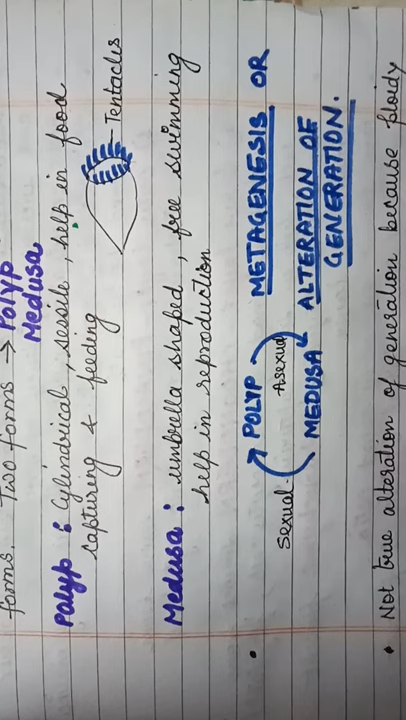 forms. Two forms → Polyp
Medusa
Polyp : Cylindrical, sessile, help in food
capturing & feeding
Tentacles
Medusa : umbrella shaped, free swimming
help in reproduction
• Sexual POLYP Asexual MEDUSA
METAGENESIS OR
ALTERATION OF
GENERATION.
• Not true alteration of generation because ploidy